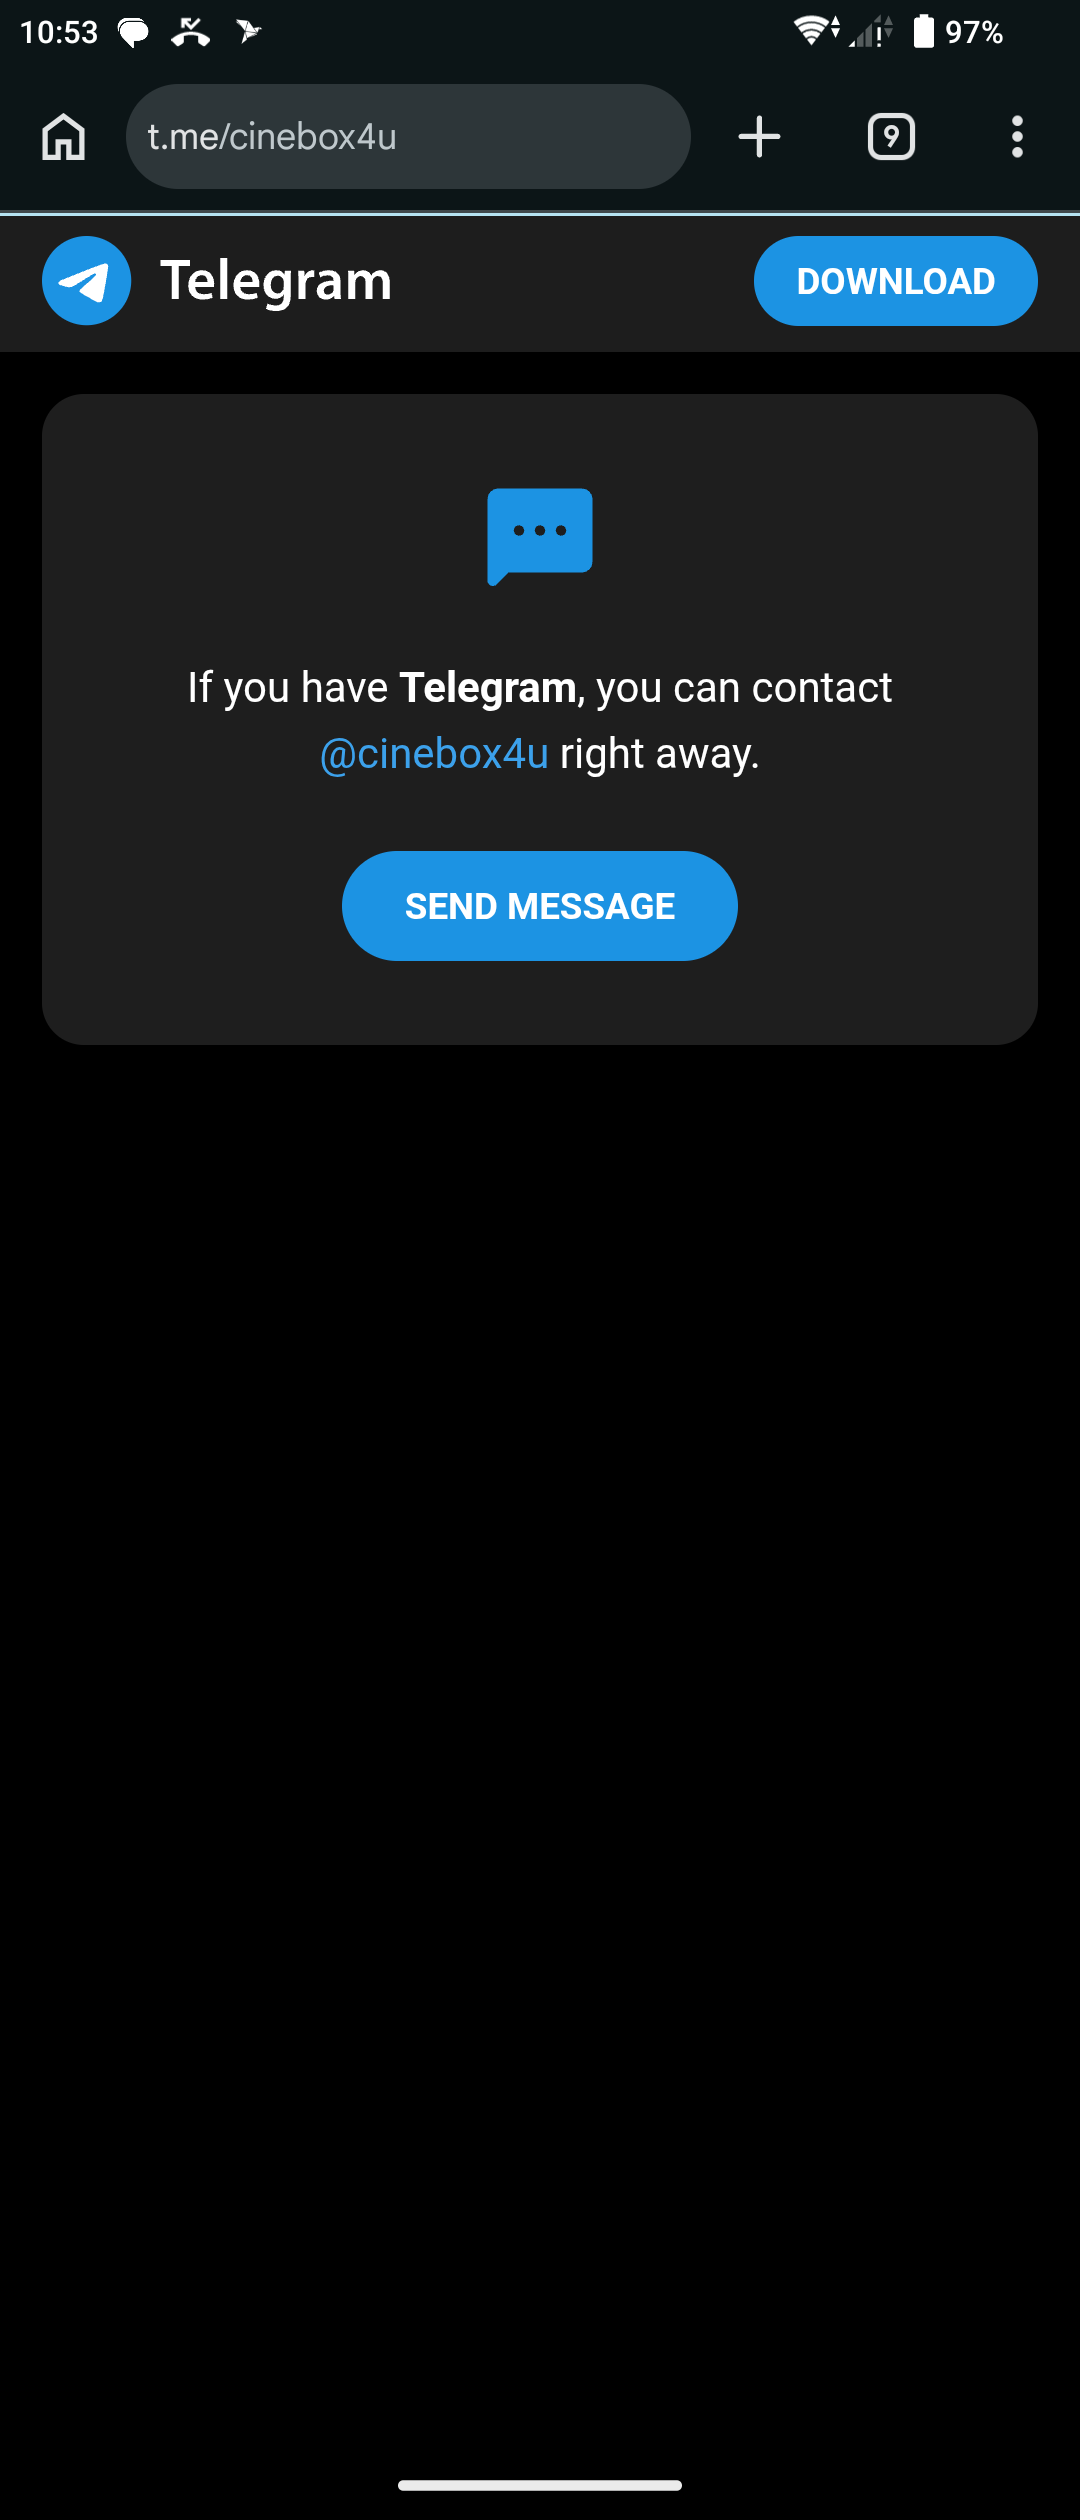 10:53
97%
t.me/cinebox4u
9
Telegram
DOWNLOAD
If you have Telegram, you can contact
@cinebox4u right away.
SEND MESSAGE